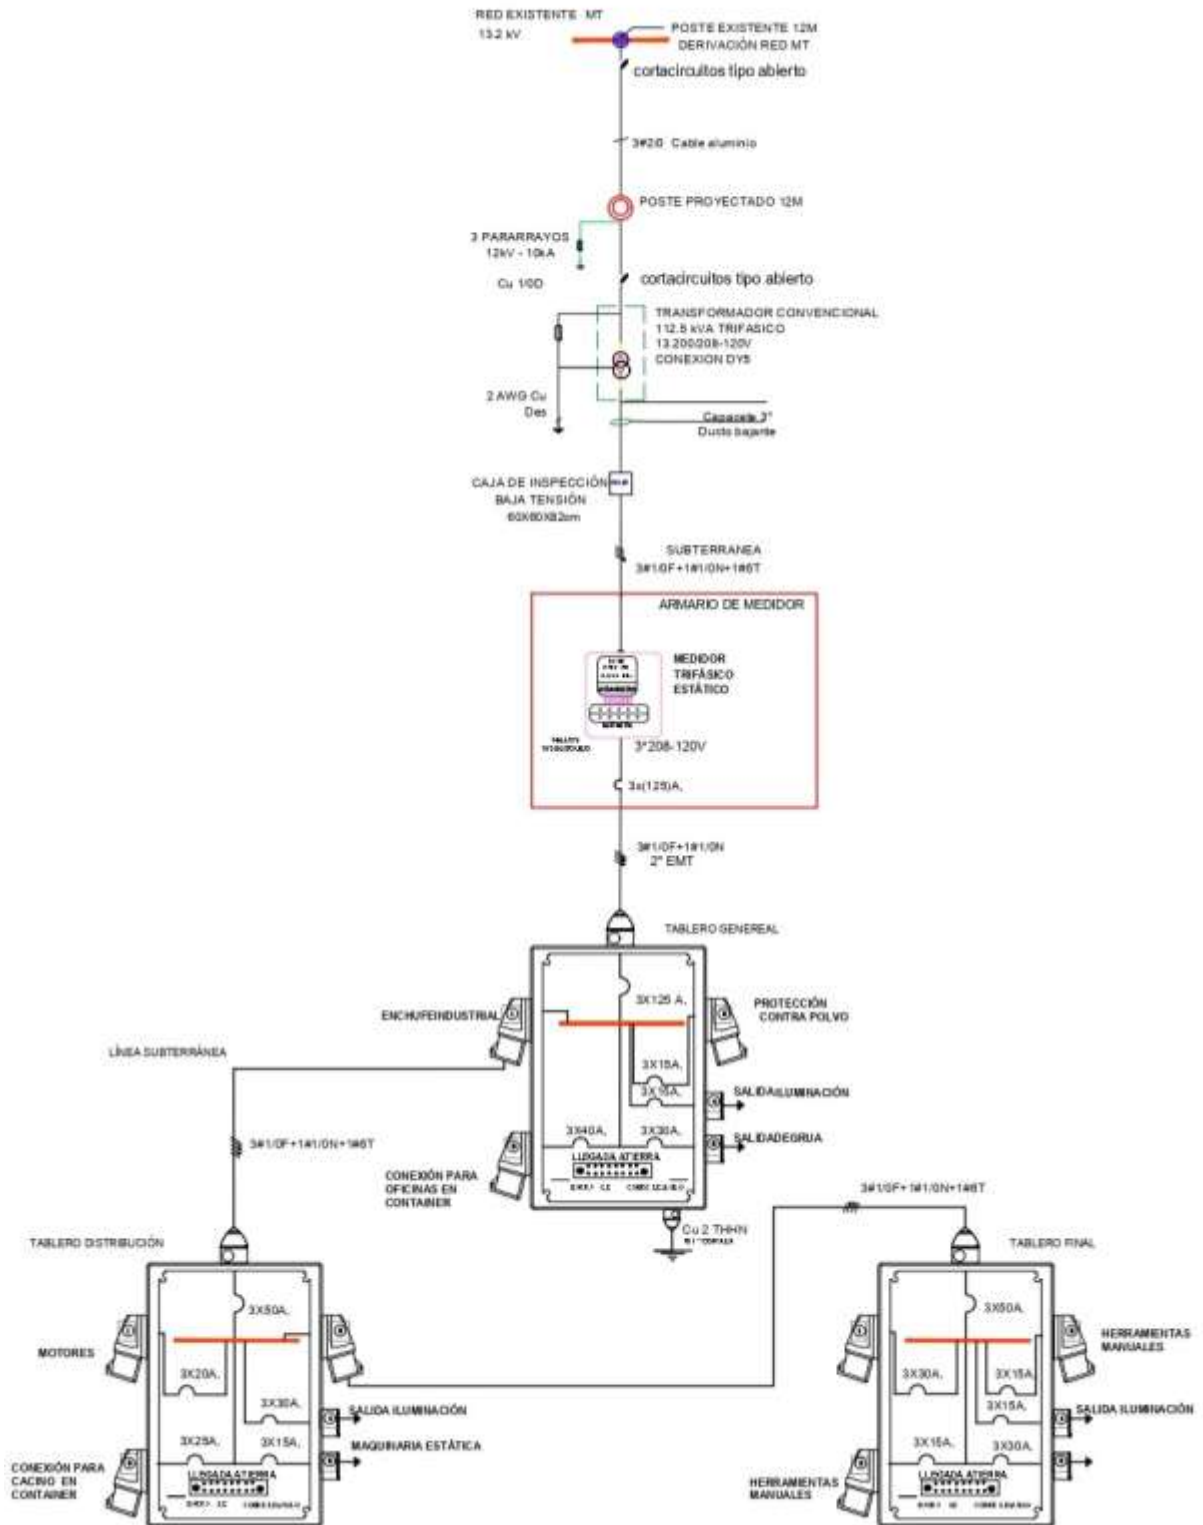 RED EXISTENTE MT
13.2 kV
POSTE EXISTENTE 12M
DERIVACIÓN RED MT
cortacircuitos tipo abierto
3#2/0 Cable aluminio
POSTE PROYECTADO 12M
3 PARARRAYOS
12kV - 10kA
Cu 1/0D
cortacircuitos tipo abierto
TRANSFORMADOR CONVENCIONAL
112.5 kVA TRIFASICO
13.200/208-120V
CONEXION DY5
2 AWG Cu
Des
Capacete 3"
Ducto bajante
CAJA DE INSPECCIÓN
BAJA TENSIÓN
60X60X82cm
SUBTERRANEA
3#1/0F+1#1/0N+1#6T
ARMARIO DE MEDIDOR
MEDIDOR
TRIFÁSICO
ESTÁTICO
3*208-120V
3x(125)A,
3#1/0F+1#1/0N
2" EMT
TABLERO GENEREAL
3X125 A,
ENCHUFEINDUSTRIAL
PROTECCIÓN
CONTRA POLVO
LÍNEA SUBTERRÁNEA
3X15A,
3X15A,
SALIDAILUMINACIÓN
3X40A,
3X30A,
SALIDADEGRUA
3#1/0F+1#1/0N+1#6T
LLEGADA ATIERRA
CONEXIÓN PARA
OFICINAS EN
CONTAINER
3#1/0F+1#1/0N+1#6T
Cu 2 THHN
TABLERO DISTRIBUCIÓN
TABLERO FINAL
3X50A,
3X50A,
MOTORES
HERRAMIENTAS
MANUALES
3X20A,
3X30A,
3X15A,
3X30A,
SALIDA ILUMINACIÓN
3X15A,
SALIDA ILUMINACIÓN
3X25A,
3X15A,
MAQUINARIA ESTÁTICA
3X15A,
3X30A,
CONEXIÓN PARA
CACINO EN
CONTAINER
LLEGADA ATIERRA
HERRAMIENTAS
MANUALES
LLEGADA ATIERRA